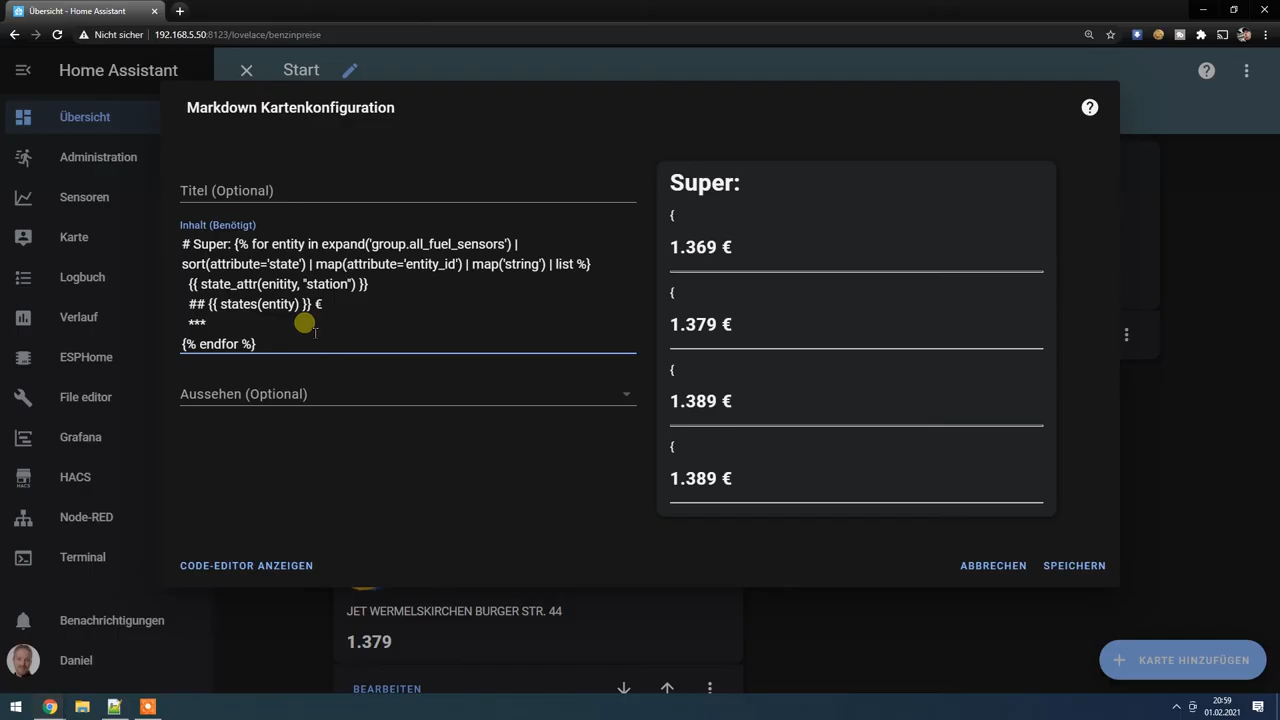 Übersicht - Home Assistant
Nicht sicher
192.168.5.50:8123/lovelace/benzinpreise
Home Assistant
Start
Übersicht
Administration
Sensoren
Karte
Logbuch
Verlauf
ESPHome
File editor
Grafana
HACS
Node-RED
Terminal
Benachrichtigungen
Daniel
Markdown Kartenkonfiguration
Titel (Optional)
Inhalt (Benötigt)
# Super: {% for entity in expand('group.all_fuel_sensors') |
sort(attribute='state') | map(attribute='entity_id') | map('string') | list %}
{{ state_attr(enitity, "station") }}
## {{ states(entity) }} €
***
{% endfor %}
Aussehen (Optional)
CODE-EDITOR ANZEIGEN
Super:
{
1.369 €
{
1.379 €
{
1.389 €
{
1.389 €
ABBRECHEN
SPEICHERN
JET WERMELSKIRCHEN BURGER STR. 44
1.379
BEARBEITEN
KARTE HINZUFÜGEN
20:59
01.02.2021